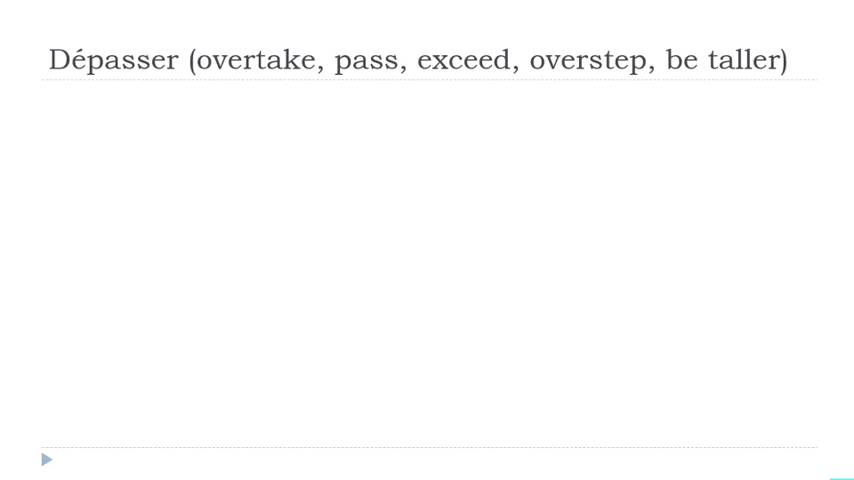 Dépasser (overtake, pass, exceed, overstep, be taller)